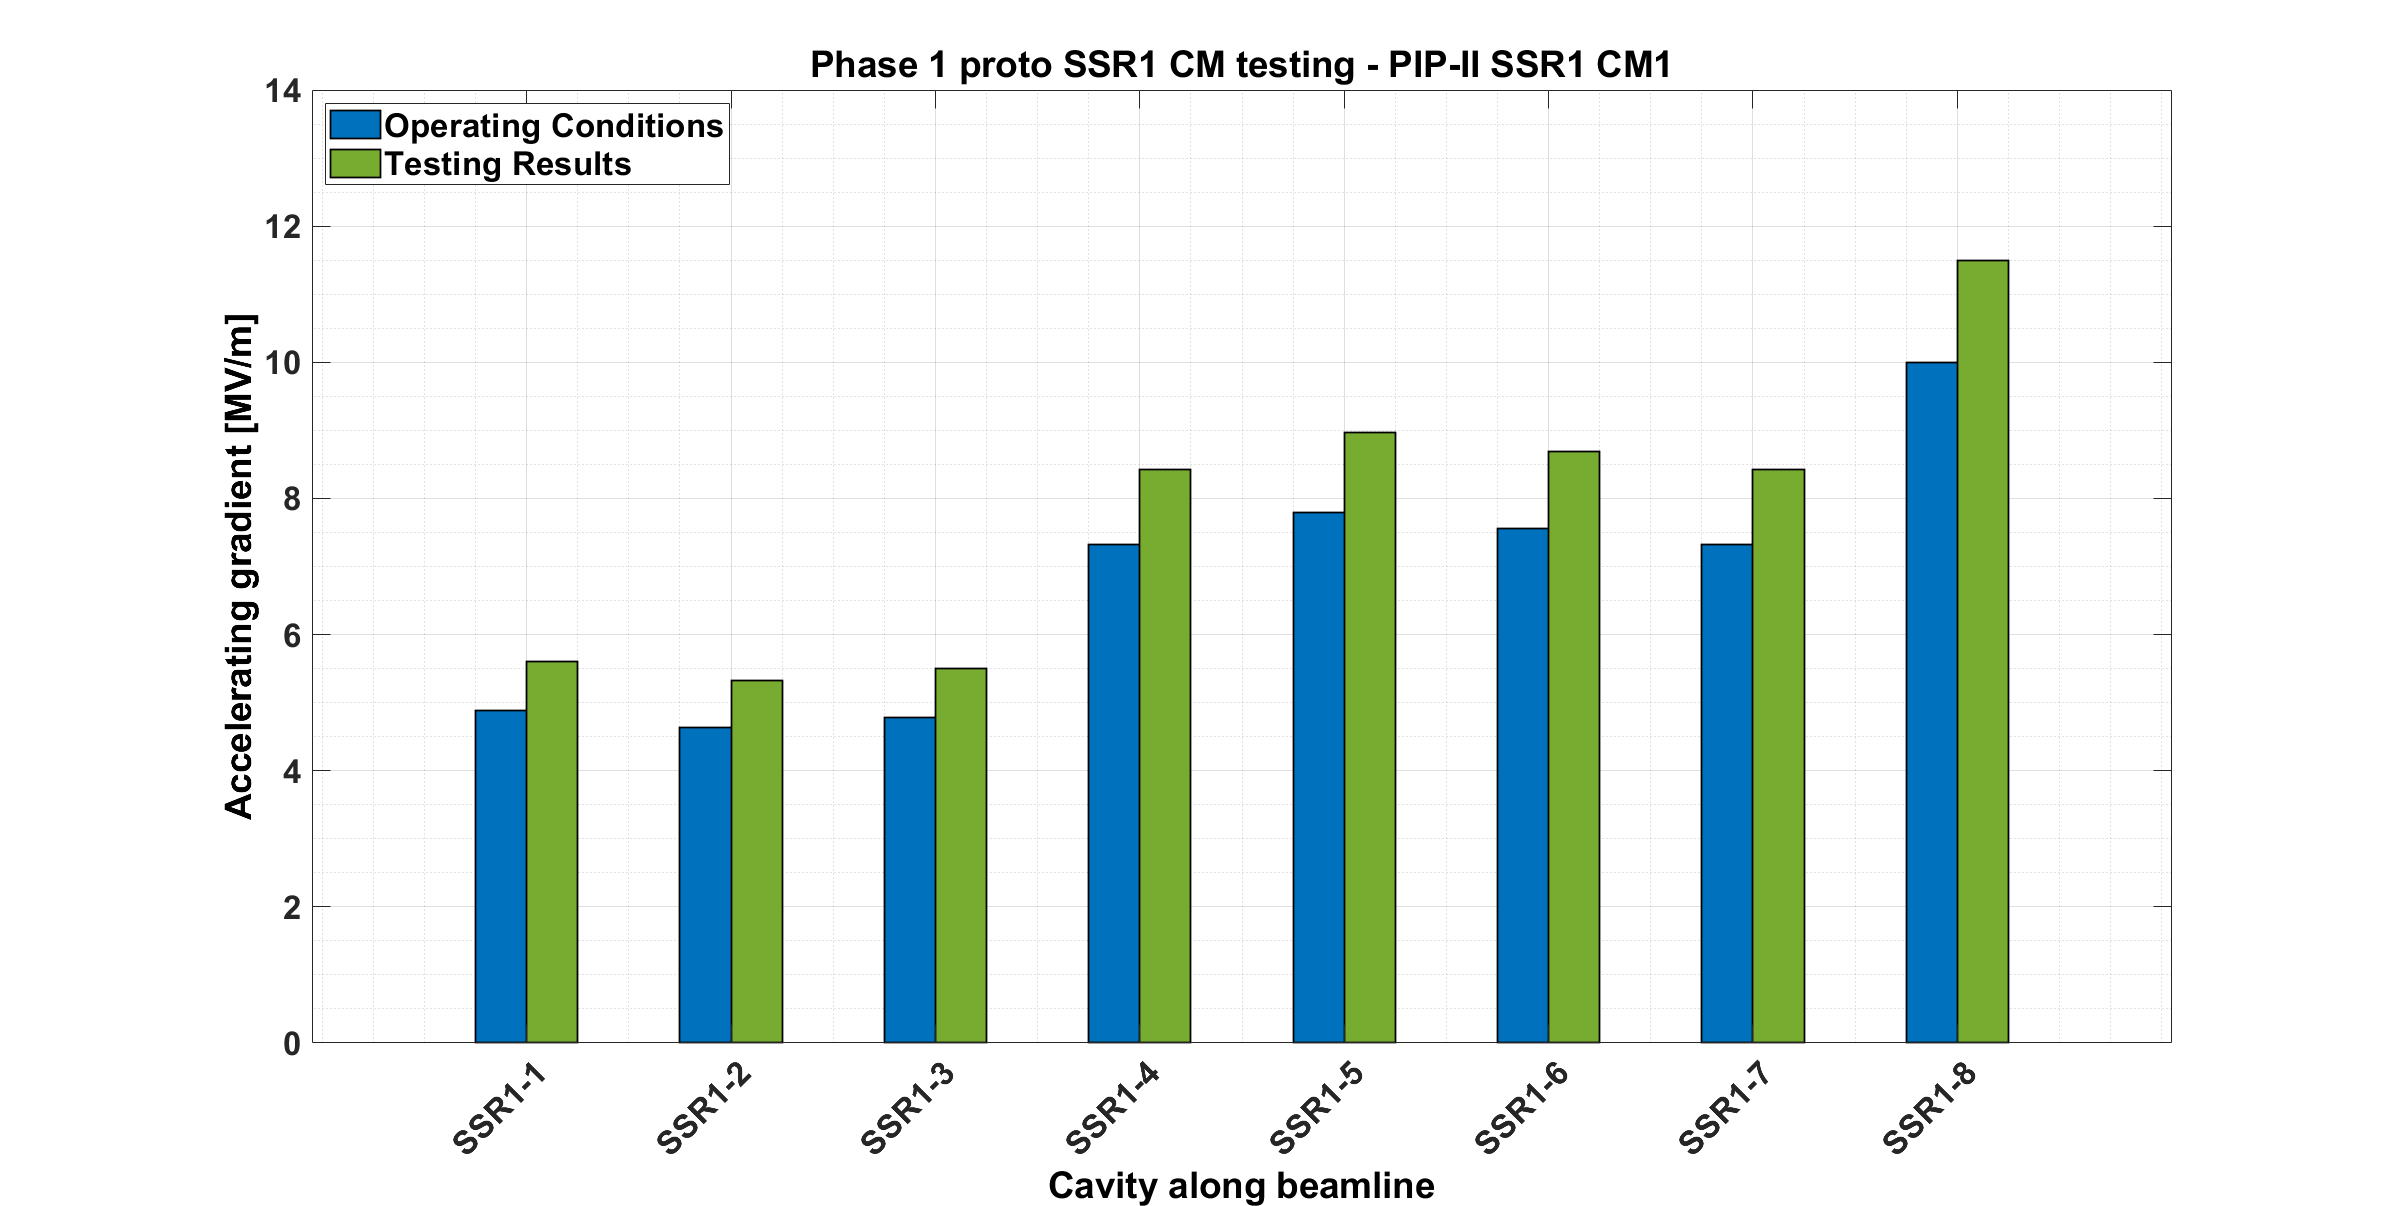 Phase 1 proto SSR1 CM testing - PIP-II SSR1 CM1
Operating Conditions
Testing Results
Accelerating gradient [MV/m]
14
12
10
8
6
4
2
0
SSR1-1
SSR1-2
SSR1-3
SSR1-4
SSR1-5
SSR1-6
SSR1-7
SSR1-8
Cavity along beamline